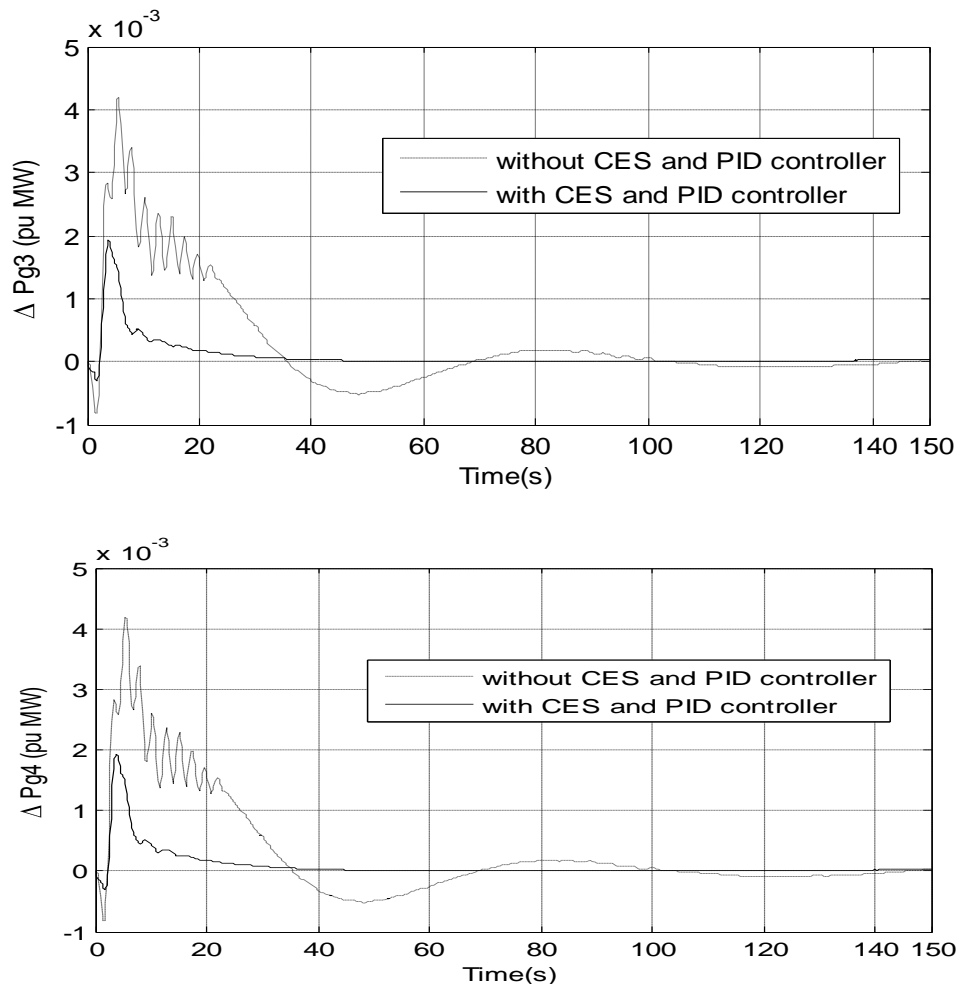 x 10^-3
5
4
3
2
1
0
-1
Δ Pg3 (pu MW)
without CES and PID controller
with CES and PID controller
0 20 40 60 80 100 120 140 150
Time(s)
x 10^-3
5
4
3
2
1
0
-1
Δ Pg4 (pu MW)
without CES and PID controller
with CES and PID controller
0 20 40 60 80 100 120 140 150
Time(s)